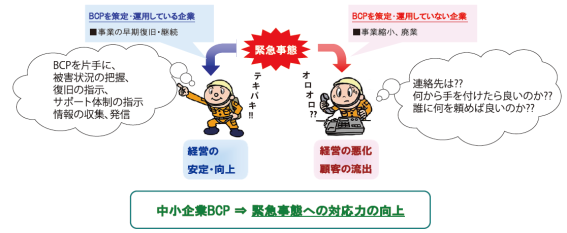 BCPを策定・運用している企業
■事業の早期復旧・継続
緊急事態
BCPを策定・運用していない企業
■事業縮小、廃業
BCPを片手に、
被害状況の把握、
復旧の指示、
サポート体制の指示
情報の収集、発信
テキパキ!!
オロオロ??
連絡先は??
何から手を付けたら良いのか??
誰に何を頼めば良いのか??
経営の
安定・向上
経営の悪化
顧客の流出
中小企業BCP ⇒ 緊急事態への対応力の向上